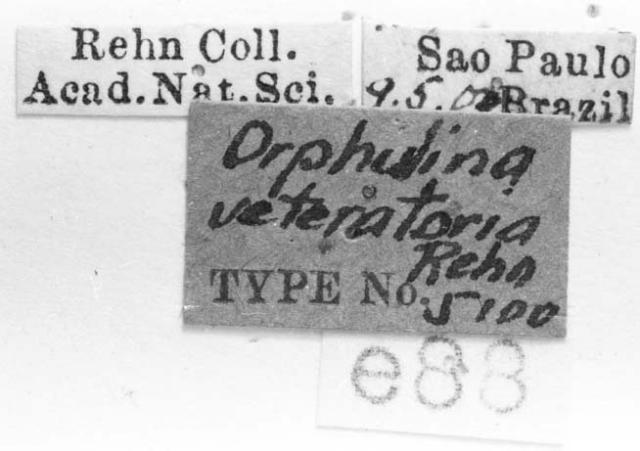 Rehn Coll.
Acad. Nat. Sci.
Sao Paulo
Brazil
Orphulina
veteratoria
Rehn
TYPE No. 5100
e88